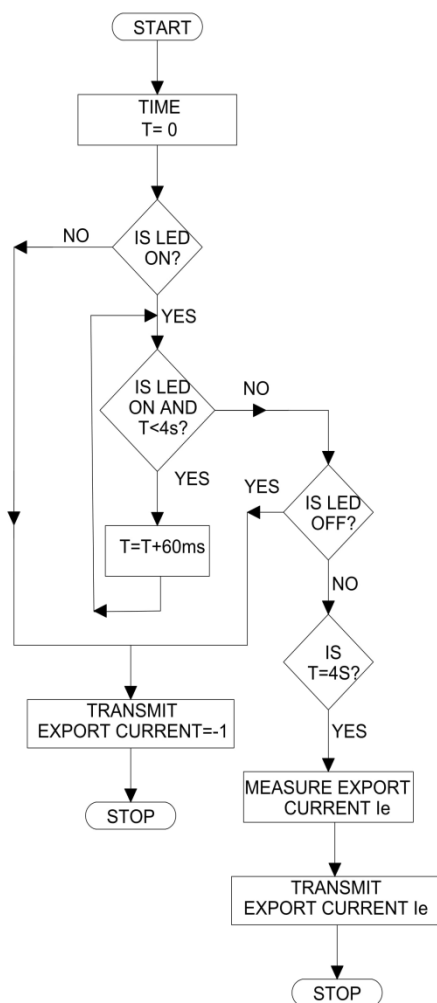 START
TIME
T= 0
IS LED
ON?
NO
YES
IS LED
ON AND
T<4s?
NO
YES
T=T+60ms
IS LED
OFF?
YES
NO
IS
T=4S?
YES
TRANSMIT
EXPORT CURRENT=-1
STOP
MEASURE EXPORT
CURRENT Ie
TRANSMIT
EXPORT CURRENT Ie
STOP